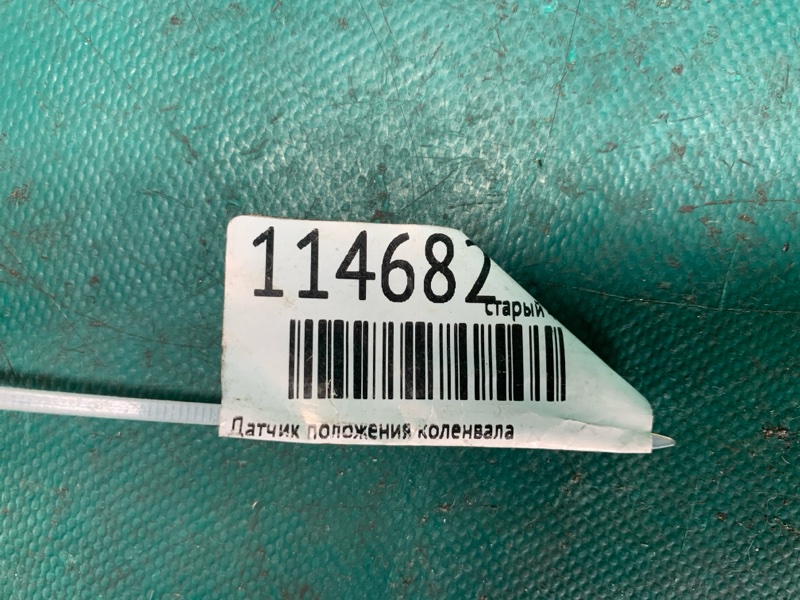 114682
старый
Датчик положения коленвала